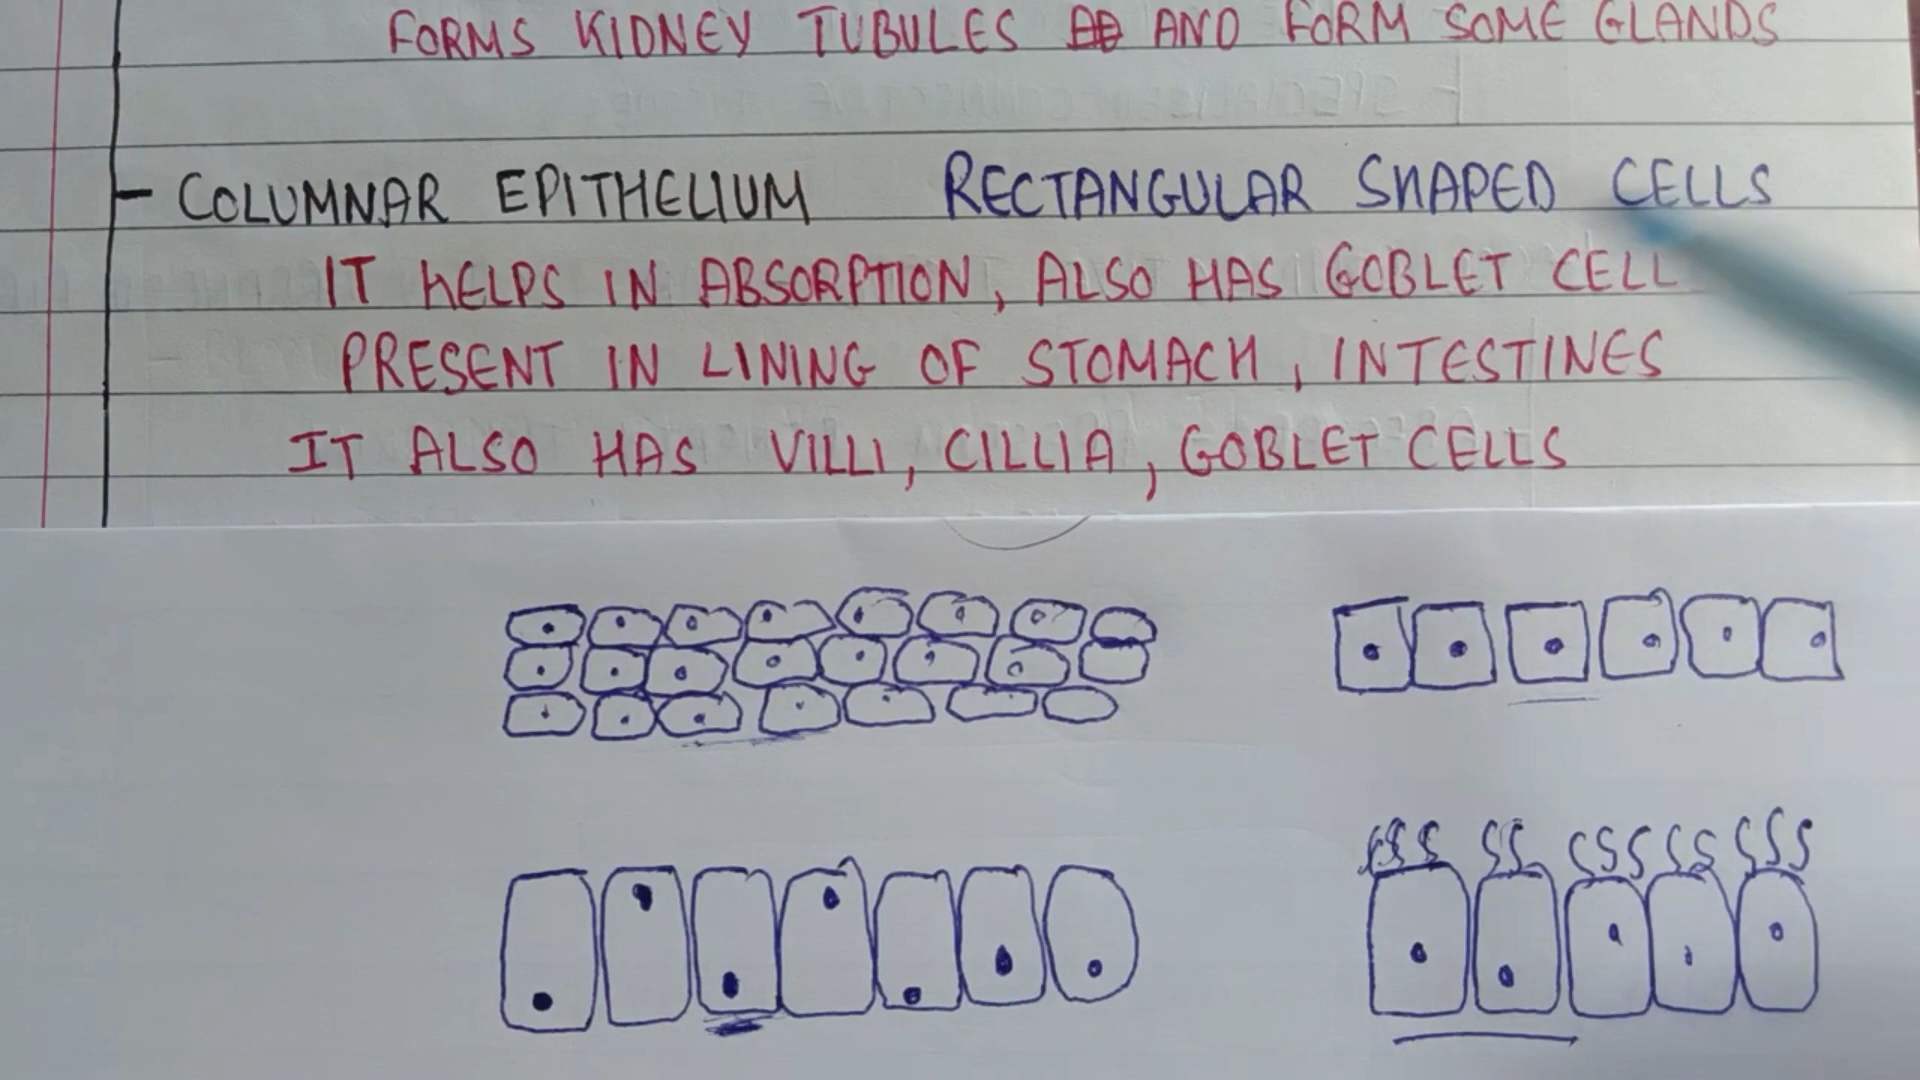 FORMS KIDNEY TUBULES AND FORM SOME GLANDS
- COLUMNAR EPITHELIUM RECTANGULAR SHAPED CELLS
IT HELPS IN ABSORPTION, ALSO HAS GOBLET CELL
PRESENT IN LINING OF STOMACH, INTESTINES
IT ALSO HAS VILLI, CILLIA, GOBLET CELLS